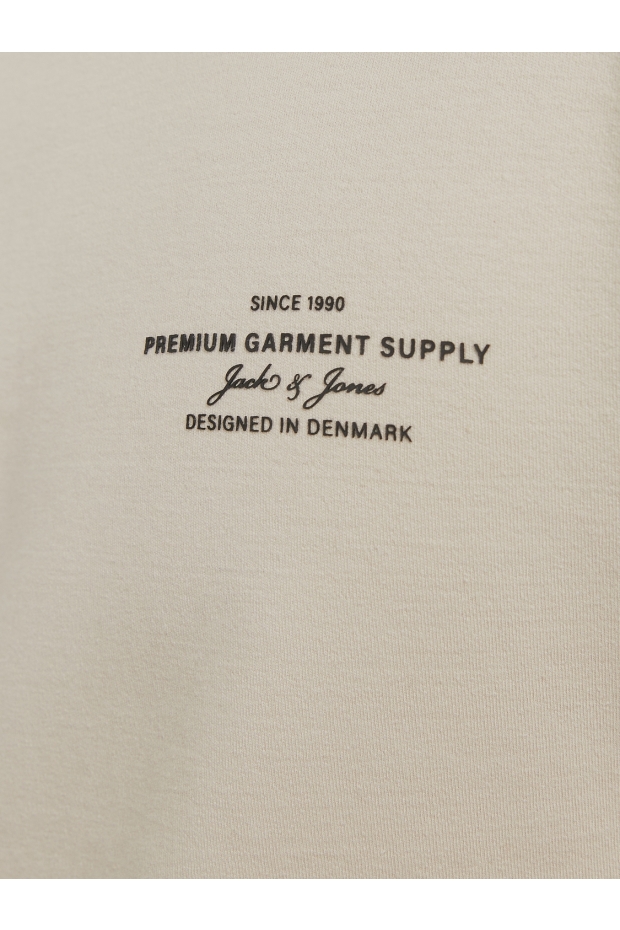 SINCE 1990
PREMIUM GARMENT SUPPLY
Jack & Jones
DESIGNED IN DENMARK